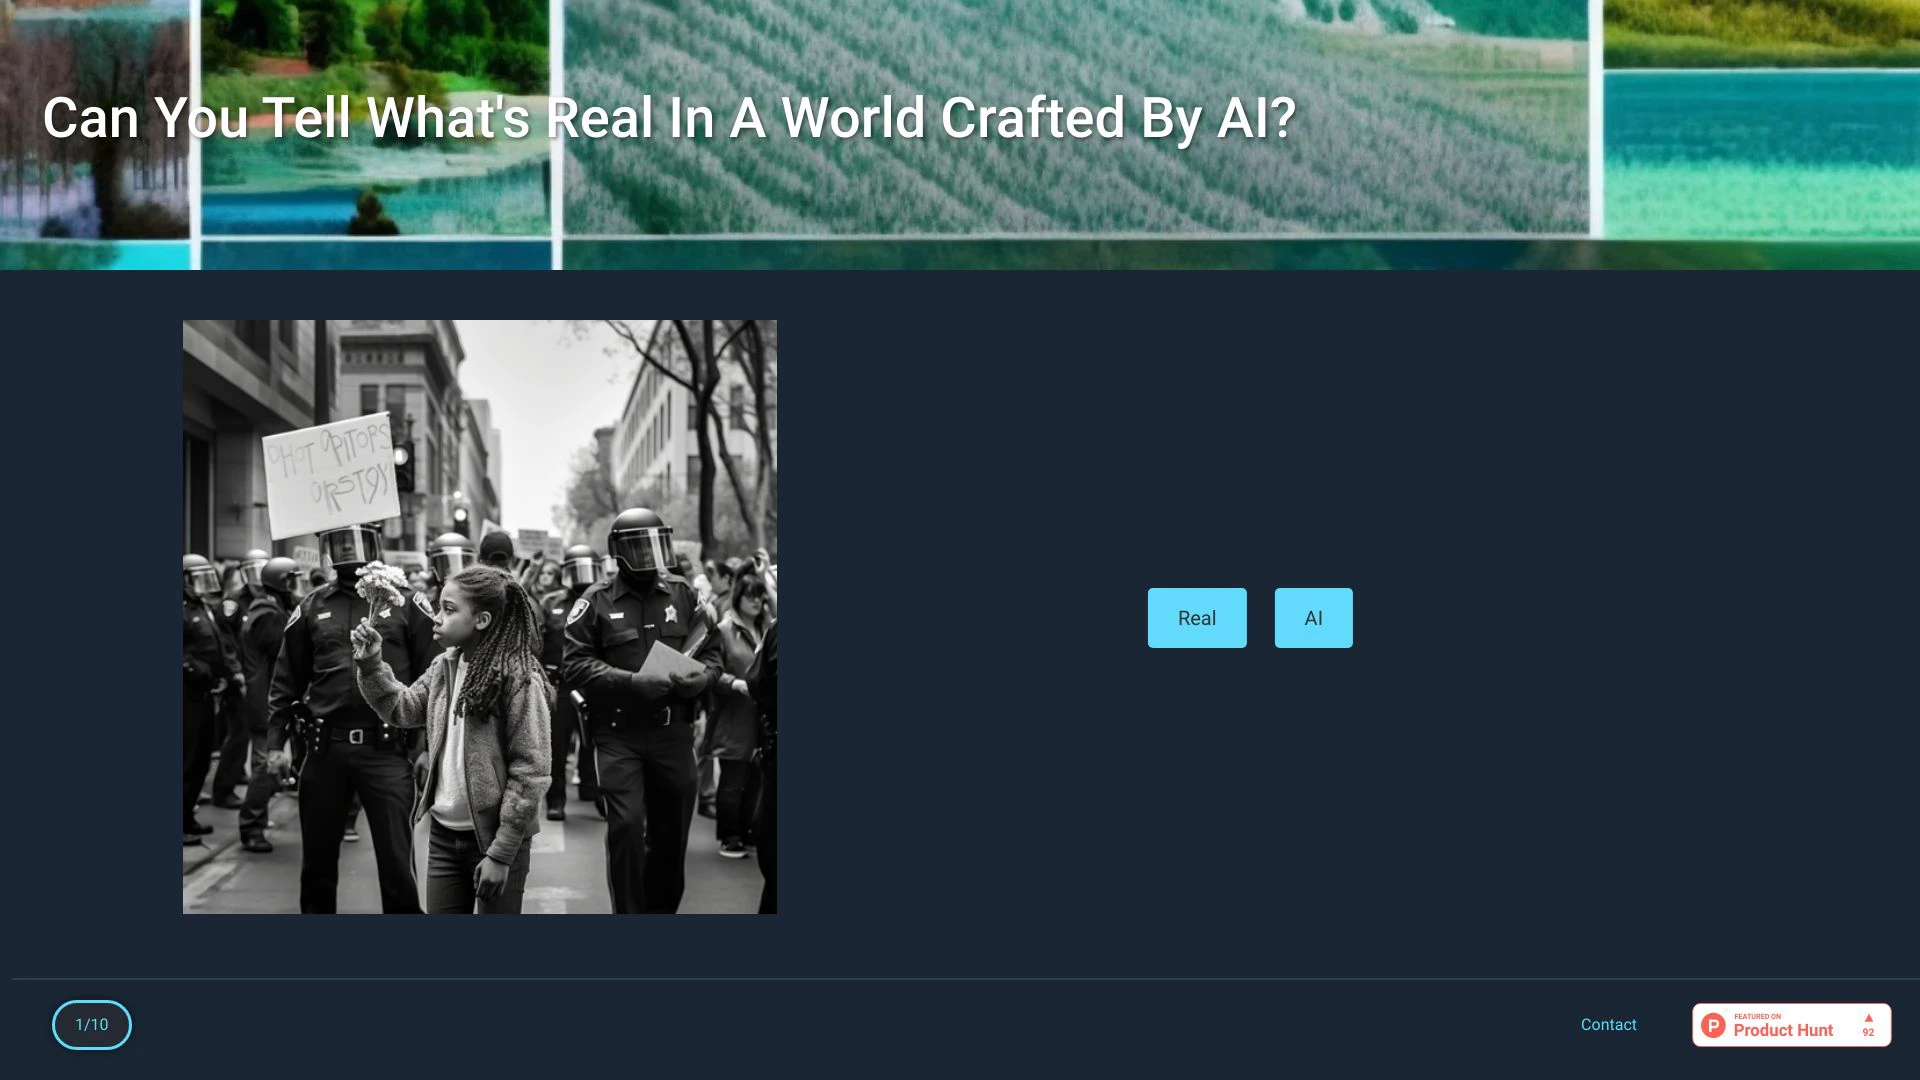 Can You Tell What's Real In A World Crafted By AI?
OHOT OPITOPS
ORSTOY
Real
AI
1/10
Contact
FEATURED ON
Product Hunt
92